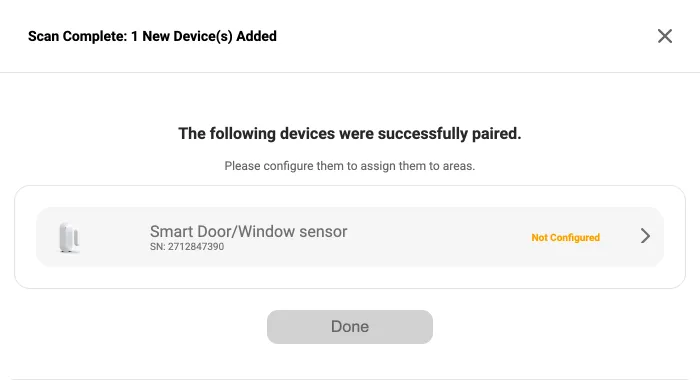 Scan Complete: 1 New Device(s) Added
The following devices were successfully paired.
Please configure them to assign them to areas.
Smart Door/Window sensor
SN: 2712847390
Not Configured
Done